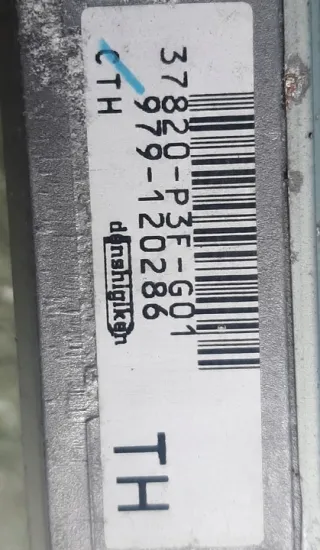 37820-P3F-G01
979-120286
CTH
denshigiken
TH